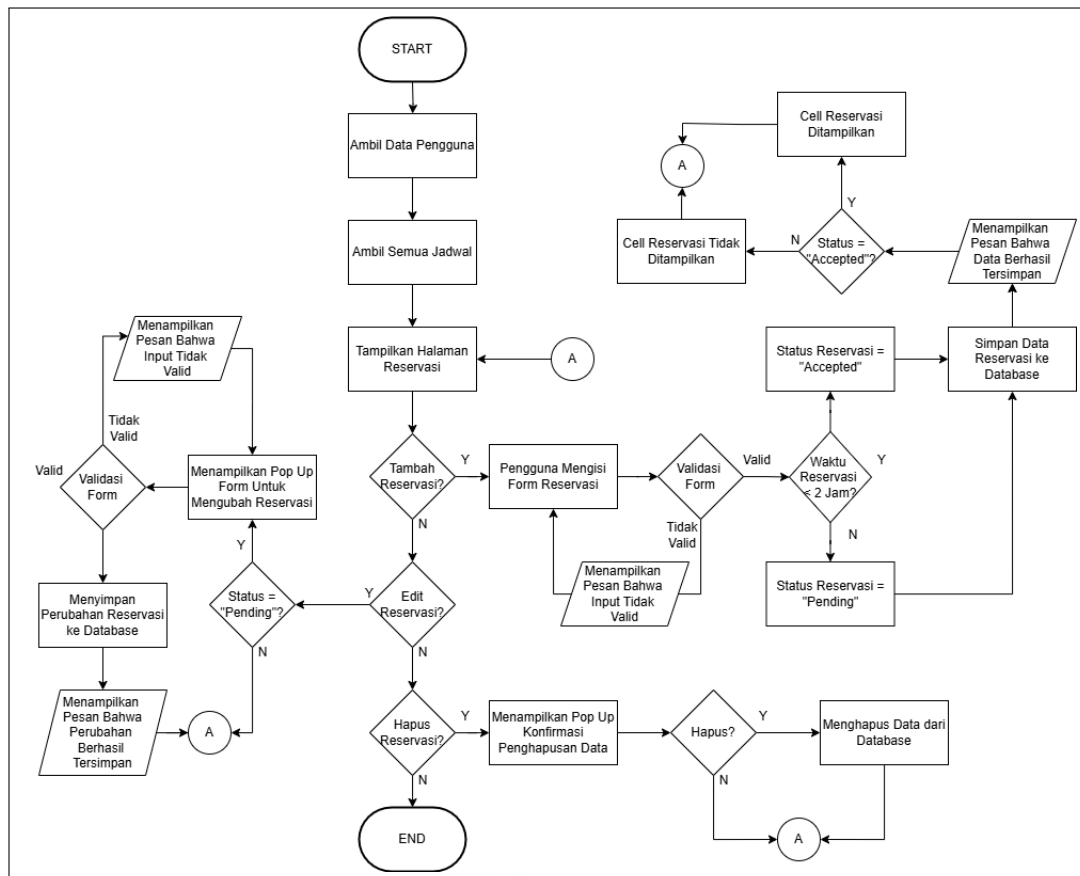 START
Ambil Data Pengguna
Ambil Semua Jadwal
Tampilkan Halaman
Reservasi
A
Tambah
Reservasi?
Y
N
Pengguna Mengisi
Form Reservasi
Validasi
Form
Valid
Tidak
Valid
Menampilkan
Pesan Bahwa
Input Tidak
Valid
Waktu
Reservasi
< 2 Jam?
Y
N
Status Reservasi =
"Accepted"
Status Reservasi =
"Pending"
Simpan Data
Reservasi ke
Database
Menampilkan
Pesan Bahwa
Data Berhasil
Tersimpan
Status =
"Accepted"?
Y
N
Cell Reservasi
Ditampilkan
Cell Reservasi Tidak
Ditampilkan
A
Edit
Reservasi?
Y
N
Status =
"Pending"?
Y
N
Menampilkan Pop Up
Form Untuk
Mengubah Reservasi
Validasi
Form
Tidak
Valid
Valid
Menampilkan
Pesan Bahwa
Input Tidak
Valid
Menyimpan
Perubahan Reservasi
ke Database
Menampilkan
Pesan Bahwa
Perubahan
Berhasil
Tersimpan
A
Hapus
Reservasi?
Y
N
Menampilkan Pop Up
Konfirmasi
Penghapusan Data
Hapus?
Y
N
Menghapus Data dari
Database
A
END